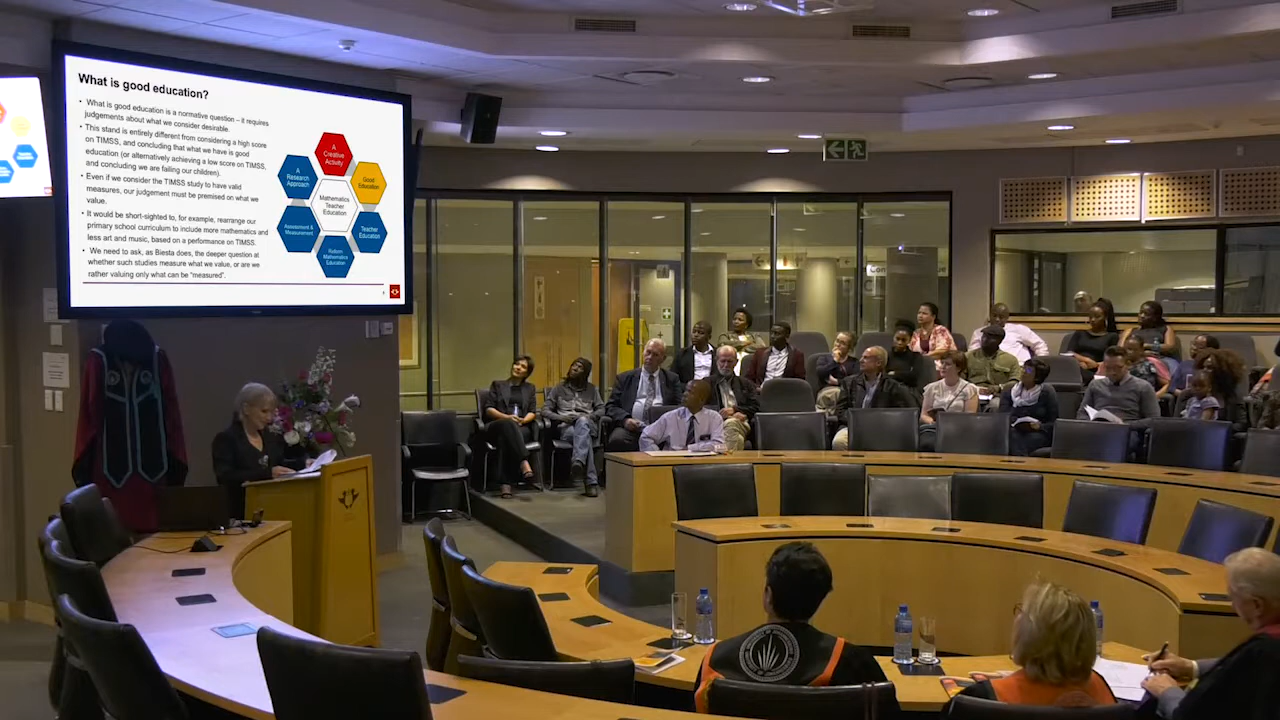 What is good education?
• What is good education is a normative question – it requires
judgements about what we consider desirable.
• This stand is entirely different from considering a high score
on TIMSS, and concluding that what we have is good
education (or alternatively achieving a low score on TIMSS,
and concluding we are failing our children).
• Even if we consider the TIMSS study to have valid
measures, our judgement must be premised on what we
value.
• It would be short-sighted to, for example, rearrange our
primary school curriculum to include more mathematics and
less art and music, based on a performance on TIMSS.
• We need to ask, as Biesta does, the deeper question at
whether such studies measure what we value, or are we
rather valuing only what can be “measured”.
A
Creative
Activity
Good
Education
Teacher
Education
Reform
Mathematics
Education
Assessment &
Measurement
A
Research
Approach
Mathematics
Teacher
Education